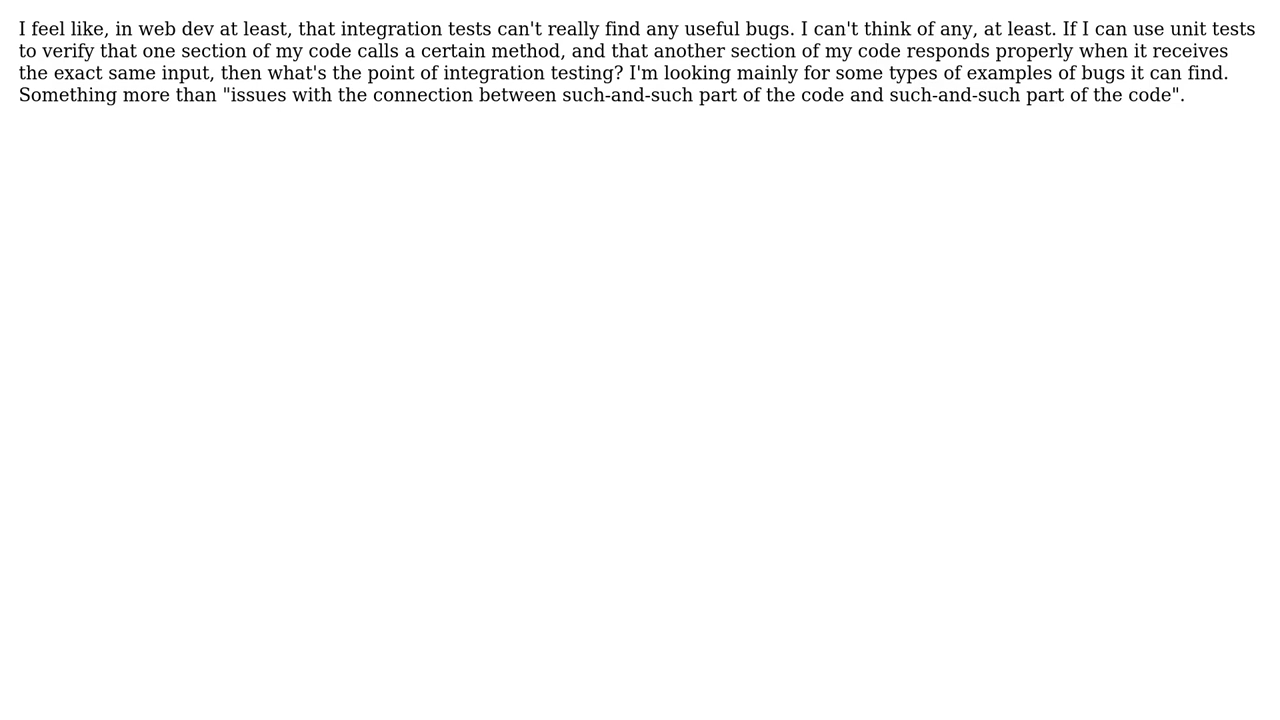 I feel like, in web dev at least, that integration tests can't really find any useful bugs. I can't think of any, at least. If I can use unit tests
to verify that one section of my code calls a certain method, and that another section of my code responds properly when it receives
the exact same input, then what's the point of integration testing? I'm looking mainly for some types of examples of bugs it can find.
Something more than "issues with the connection between such-and-such part of the code and such-and-such part of the code".